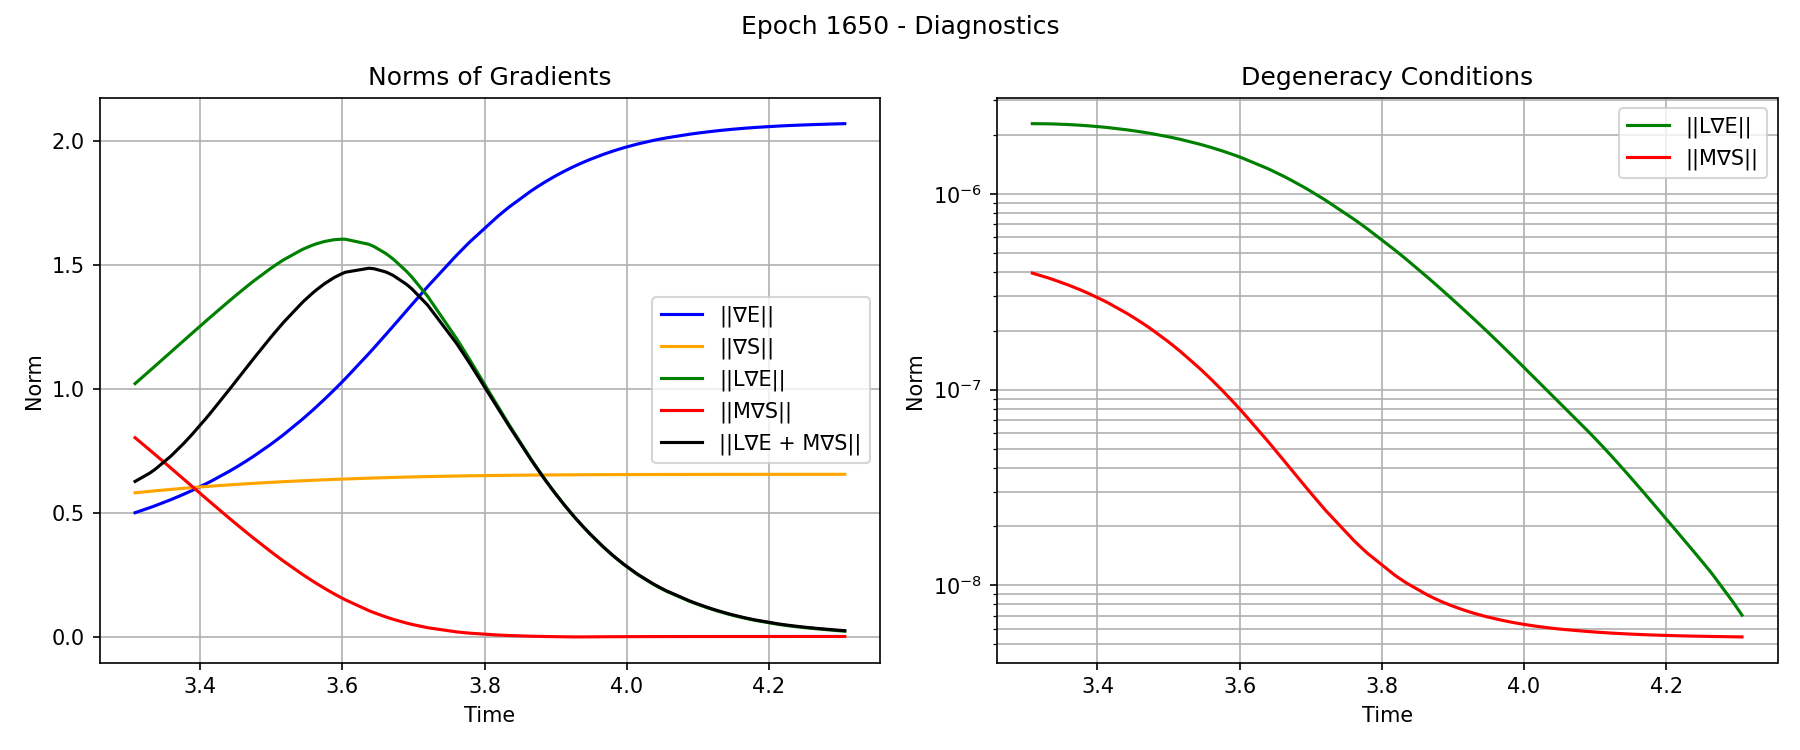 Epoch 1650 - Diagnostics
Norms of Gradients
Norm
2.0
1.5
1.0
0.5
0.0
3.4
3.6
3.8
4.0
4.2
Time
||∇E||
||∇S||
||L∇E||
||M∇S||
||L∇E + M∇S||
Degeneracy Conditions
Norm
10⁻⁶
10⁻⁷
10⁻⁸
3.4
3.6
3.8
4.0
4.2
Time
||L∇E||
||M∇S||